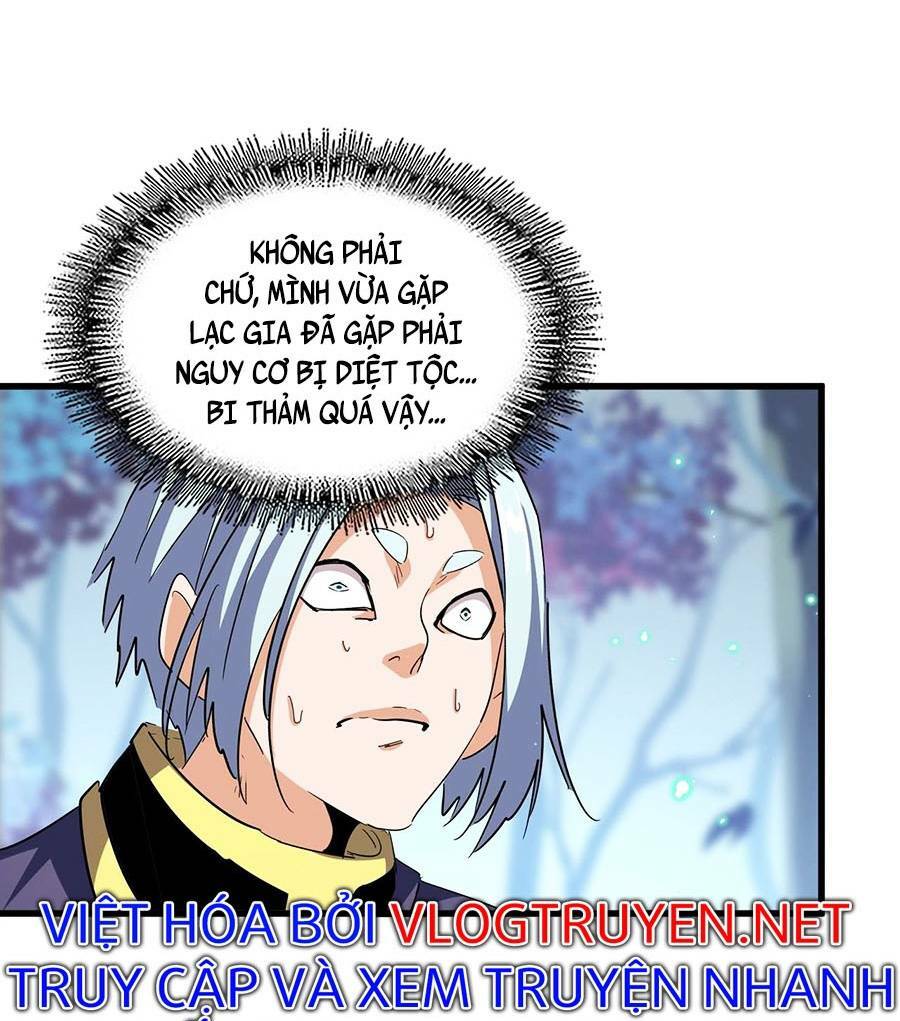 KHÔNG PHẢI
CHỨ, MÌNH VỪA GẶP
LẠC GIA ĐÃ GẶP PHẢI
NGUY CƠ BỊ DIỆT TỘC...
BI THẢM QUÁ VẬY...
VIỆT HÓA BỞI VLOGTRUYEN.NET
TRUY CẬP VÀ XEM TRUYỆN NHANH